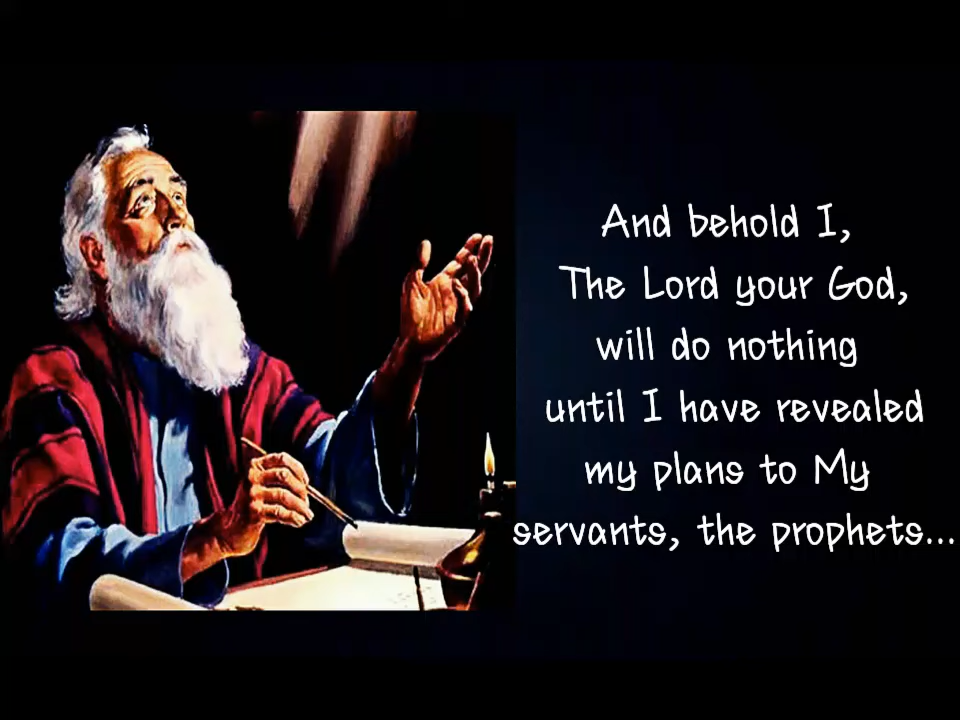 And behold I,
The Lord your God,
will do nothing
until I have revealed
my plans to My
servants, the prophets...